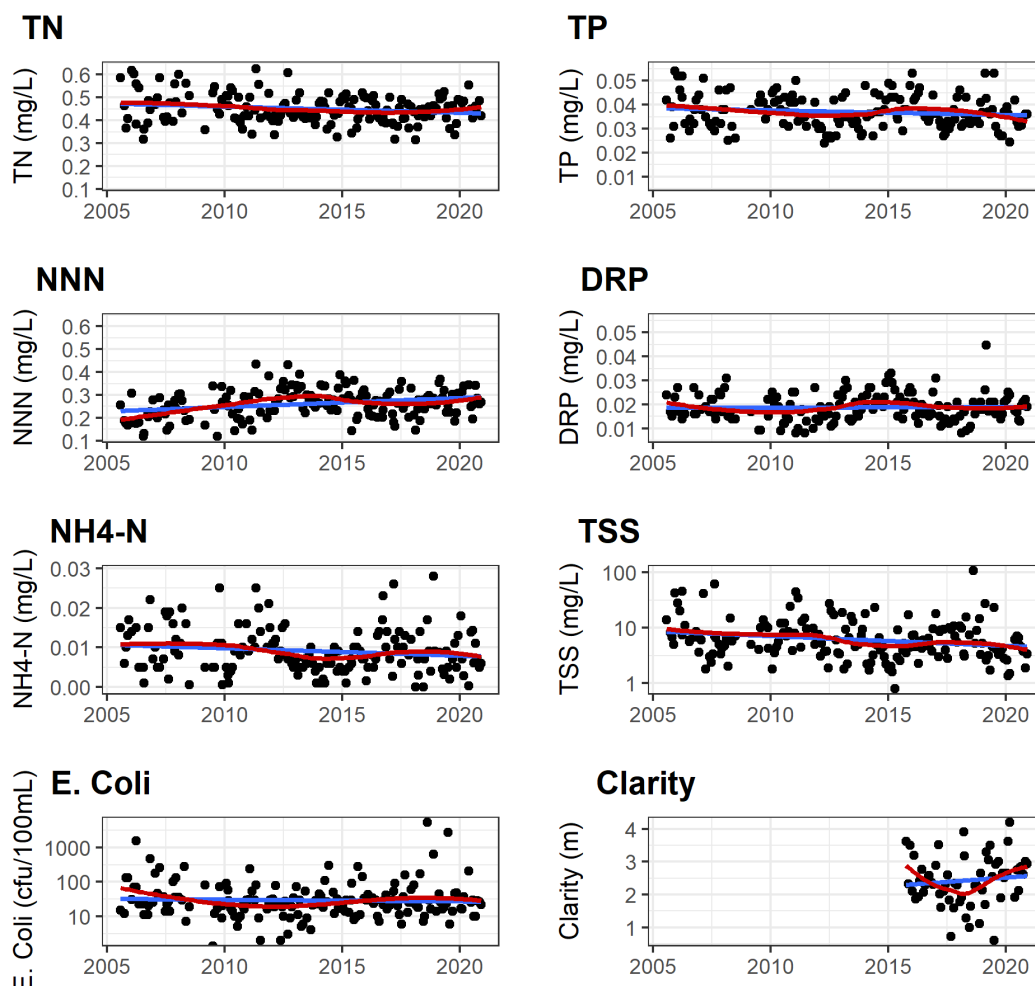 TN
TN (mg/L)
0.6
0.5
0.4
0.3
0.2
0.1
2005 2010 2015 2020
TP
TP (mg/L)
0.05
0.04
0.03
0.02
0.01
2005 2010 2015 2020
NNN
NNN (mg/L)
0.6
0.5
0.4
0.3
0.2
0.1
2005 2010 2015 2020
DRP
DRP (mg/L)
0.05
0.04
0.03
0.02
0.01
2005 2010 2015 2020
NH4-N
NH4-N (mg/L)
0.03
0.02
0.01
0.00
2005 2010 2015 2020
TSS
TSS (mg/L)
100
10
1
2005 2010 2015 2020
E. Coli
E. Coli (cfu/100mL)
1000
100
10
2005 2010 2015 2020
Clarity
Clarity (m)
4
3
2
1
2005 2010 2015 2020